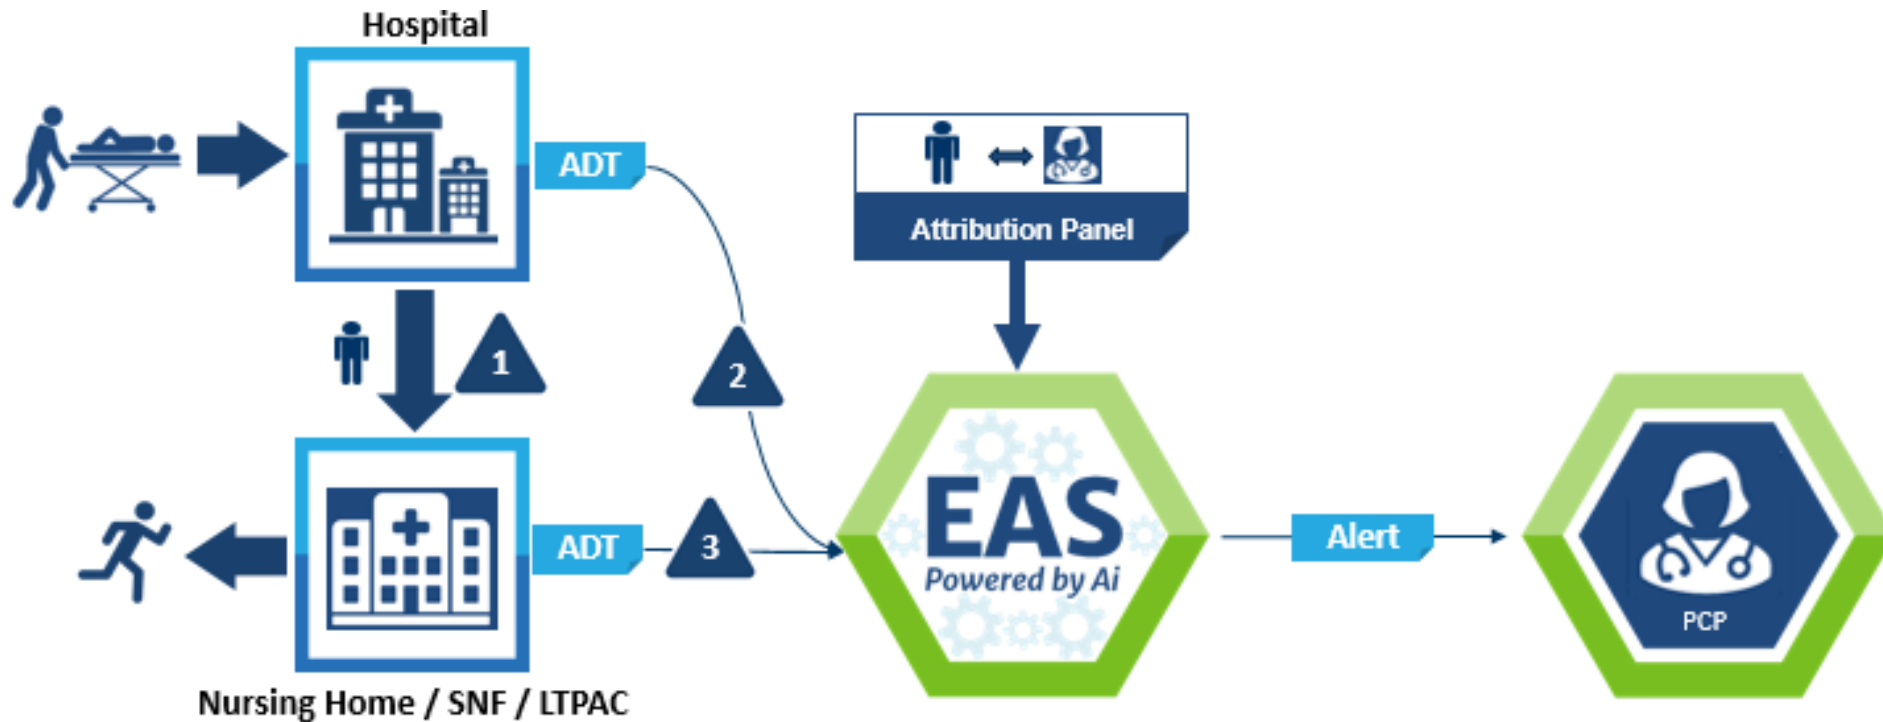 Hospital
ADT
Attribution Panel
1
2
EAS
Powered by Ai
ADT
3
Alert
PCP
Nursing Home / SNF / LTPAC